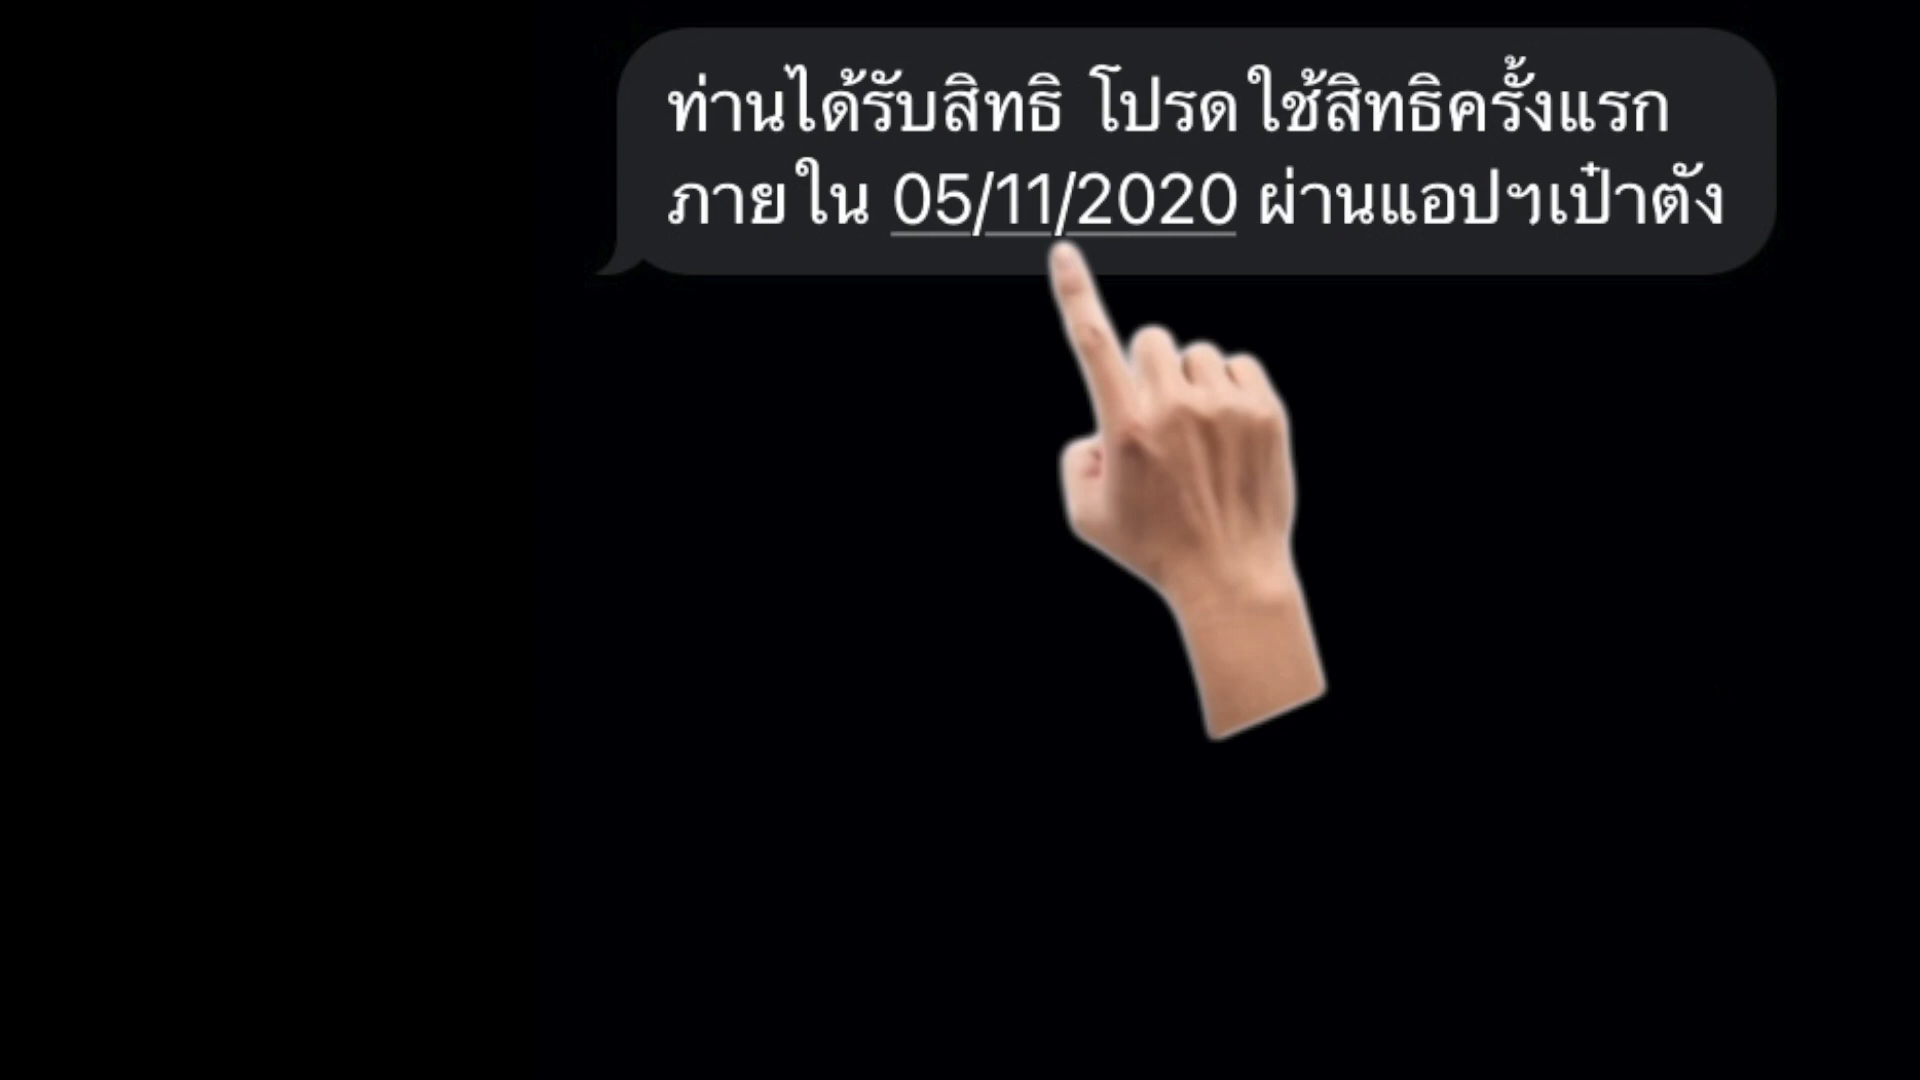 ท่านได้รับสิทธิ โปรดใช้สิทธิครั้งแรก
ภายใน 05/11/2020 ผ่านแอปฯเป๋าตัง